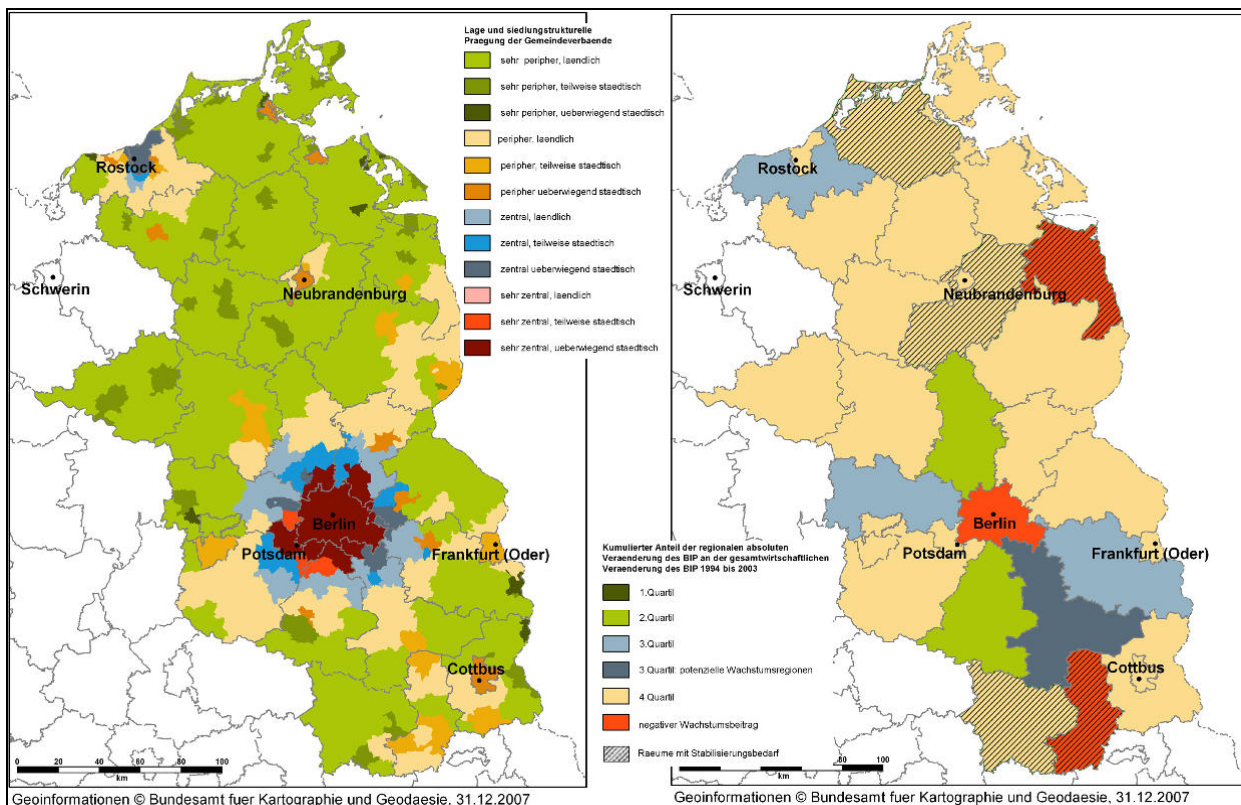 Lage und siedlungstrukturelle
Praegung der Gemeindeverbaende
sehr peripher, laendlich
sehr peripher, teilweise staedtisch
sehr peripher, ueberwiegend staedtisch
peripher, laendlich
peripher, teilweise staedtisch
peripher ueberwiegend staedtisch
zentral, laendlich
zentral, teilweise staedtisch
zentral ueberwiegend staedtisch
sehr zentral, laendlich
sehr zentral, teilweise staedtisch
sehr zentral, ueberwiegend staedtisch
Rostock
Schwerin
Neubrandenburg
Berlin
Potsdam
Frankfurt (Oder)
Cottbus
0 20 40 60 80 100
km
Geoinformationen © Bundesamt fuer Kartographie und Geodaesie, 31.12.2007
Rostock
Schwerin
Neubrandenburg
Berlin
Potsdam
Frankfurt (Oder)
Cottbus
Kumulierter Anteil der regionalen absoluten
Veraenderung des BIP an der gesamtwirtschaftlichen
Veraenderung des BIP 1994 bis 2003
1.Quartil
2.Quartil
3.Quartil
3.Quartil: potenzielle Wachstumsregionen
4.Quartil
negativer Wachstumsbeitrag
Raeume mit Stabilisierungsbedarf
80 100
km
Geoinformationen © Bundesamt fuer Kartographie und Geodaesie, 31.12.2007